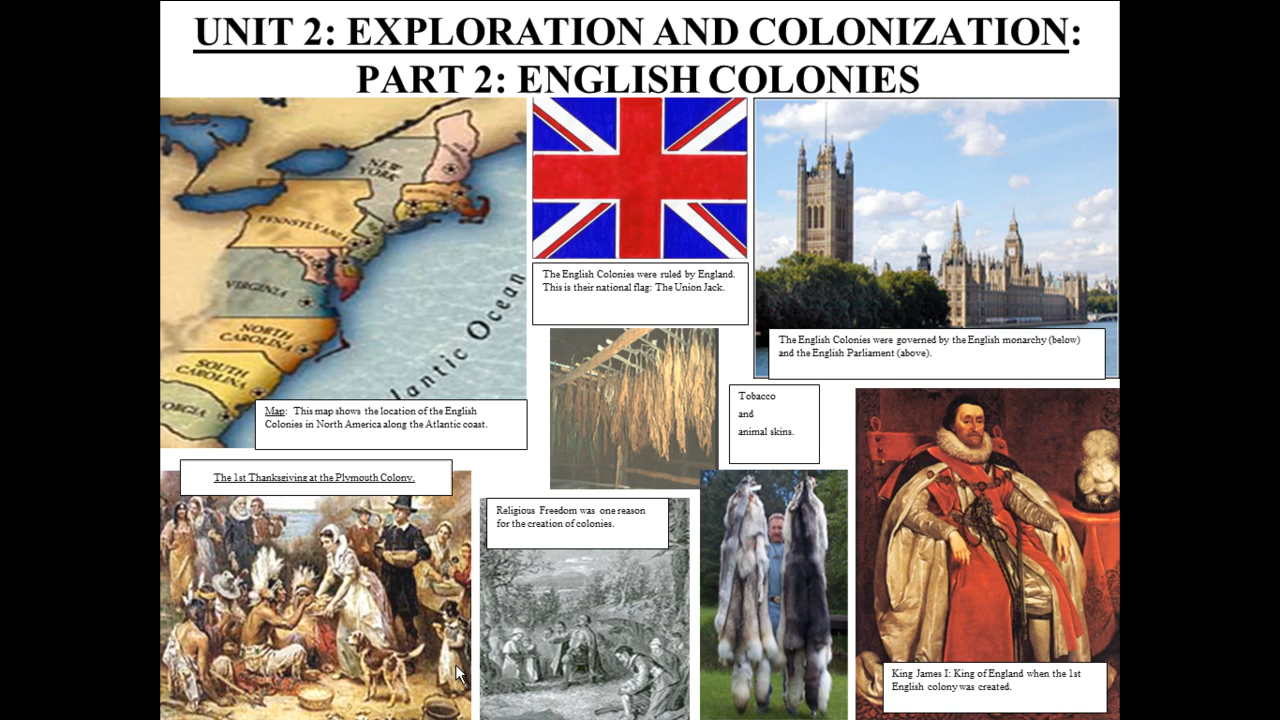 UNIT 2: EXPLORATION AND COLONIZATION:
PART 2: ENGLISH COLONIES
NEW
YORK
PENNSYLVANIA
VIRGINIA
NORTH
CAROLINA
SOUTH
CAROLINA
lantic Ocean
Map: This map shows the location of the English
Colonies in North America along the Atlantic coast.
The English Colonies were ruled by England.
This is their national flag: The Union Jack.
The English Colonies were governed by the English monarchy (below)
and the English Parliament (above).
Tobacco
and
animal skins.
The 1st Thanksgiving at the Plymouth Colony.
Religious Freedom was one reason
for the creation of colonies.
King James I: King of England when the 1st
English colony was created.